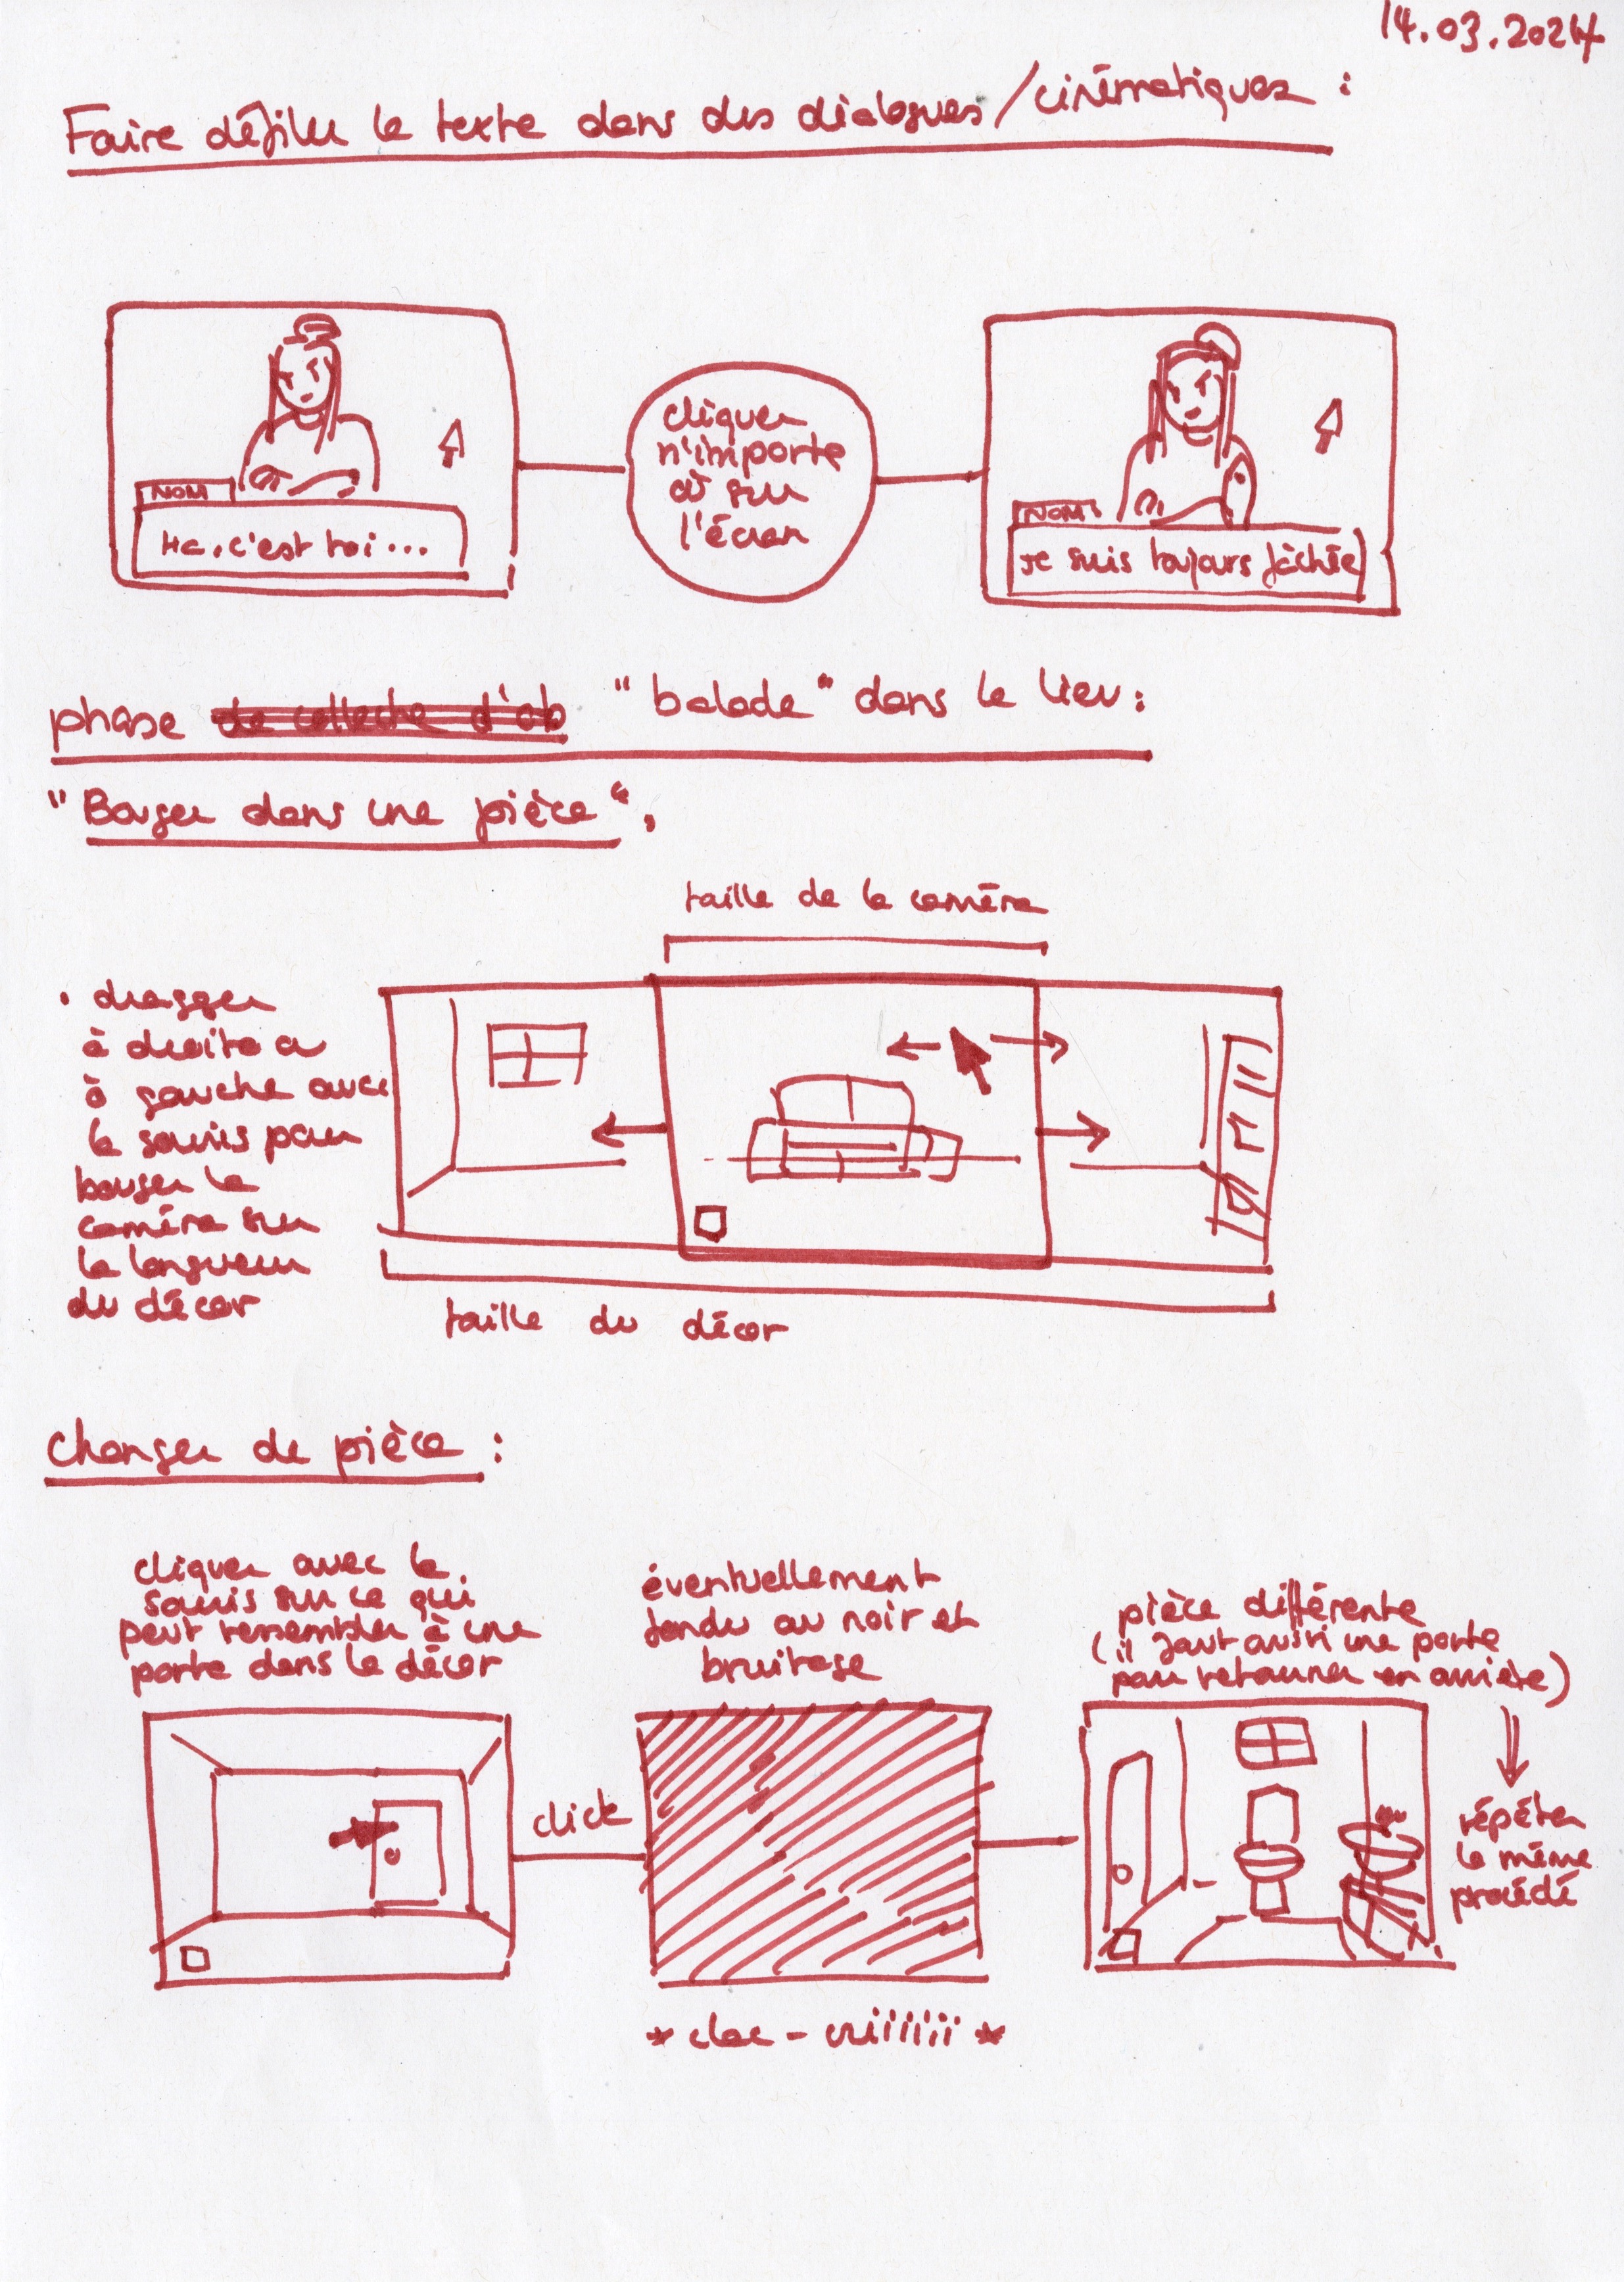 14.03.2024
Faire défiler le texte dans des dialogues/cinématiques :
NOM
Ha, c'est toi...
cliquer
n'importe
où sur
l'écran
NOM
Je suis toujours fâchée
phase de collecte d'ob "balade" dans le lieu :
"Bouger dans une pièce",
taille de la caméra
• dragger
à droite ou
à gauche avec
la souris pour
bouger la
caméra sur
la longueur
du décor
taille du décor
Changer de pièce :
cliquer avec la
souris sur ce qui
peut ressembler à une
porte dans le décor
éventuellement
fondu au noir et
bruitage
pièce différente
(il faut aussi une porte
pour retourner en arrière)
click
répéter
le même
procédé
* clac - criiiiiii *